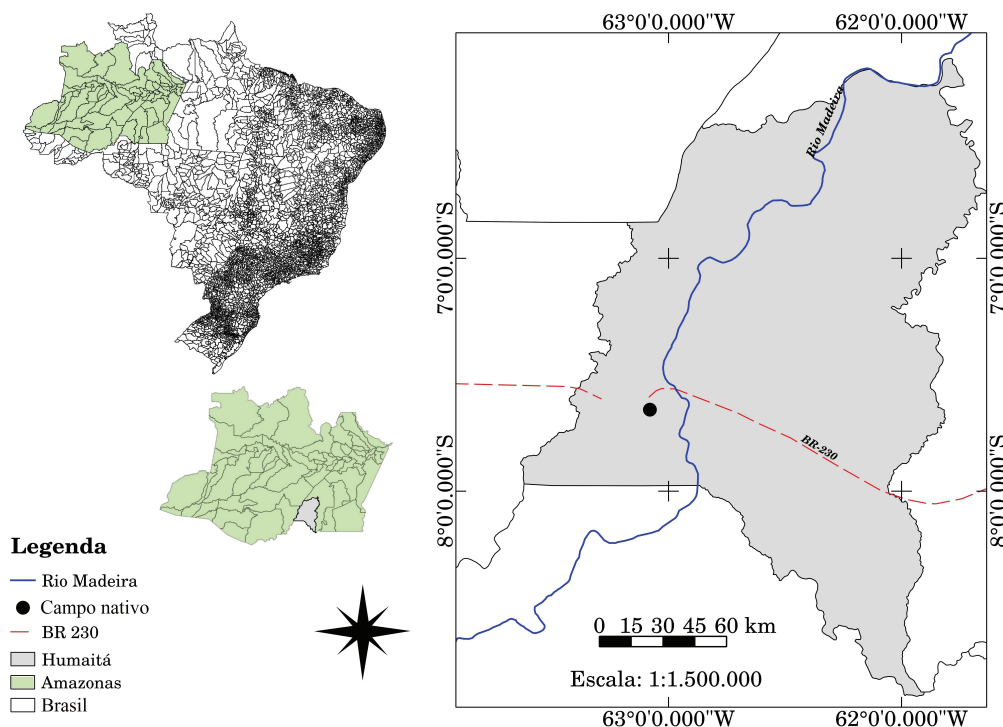 63°0'0.000"W 62°0'0.000"W
Rio Madeira
7°0'0.000"S
7°0'0.000"S
BR-230
8°0'0.000"S
8°0'0.000"S
Legenda
Rio Madeira
Campo nativo
BR 230
Humaitá
Amazonas
Brasil
0 15 30 45 60 km
Escala: 1:1.500.000
63°0'0.000"W 62°0'0.000"W